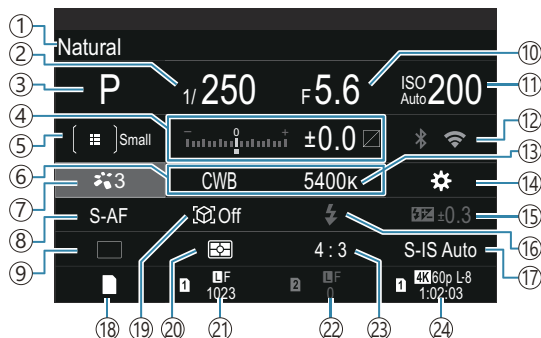 ① ② ③ ④ ⑤ ⑥ ⑦ ⑧ ⑨ ⑩ ⑪ ⑫ ⑬ ⑭ ⑮ ⑯ ⑰ ⑱ ⑲ ⑳ ㉑ ㉒ ㉓ ㉔
Natural
P 1/250 F5.6 ISO Auto 200
Small − 0 + ±0.0
3 CWB 5400K
S-AF Off ±0.3
4:3 S-IS Auto
1 LF 1023 2 LF 0 1 4K 60p L-8 1:02:03